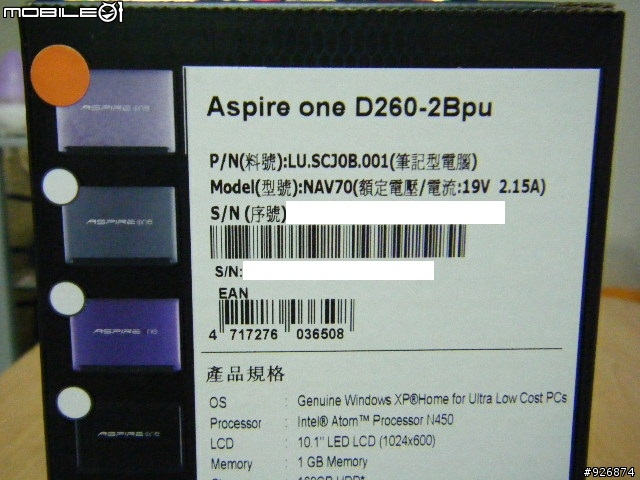 MOBILE01
ASPIRE one
Aspire one D260-2Bpu
P/N(料號):LU.SCJ0B.001(筆記型電腦)
Model(型號):NAV70(額定電壓/電流:19V 2.15A)
S/N (序號)
ASPIRE one
S/N:
EAN
4 717276 036508
ASPIRE one
產品規格
OS : Genuine Windows XP®Home for Ultra Low Cost PCs
Processor : Intel® Atom™ Processor N450
ASPIRE one
LCD : 10.1" LED LCD (1024x600)
Memory : 1 GB Memory
160GB HDD*
#926874